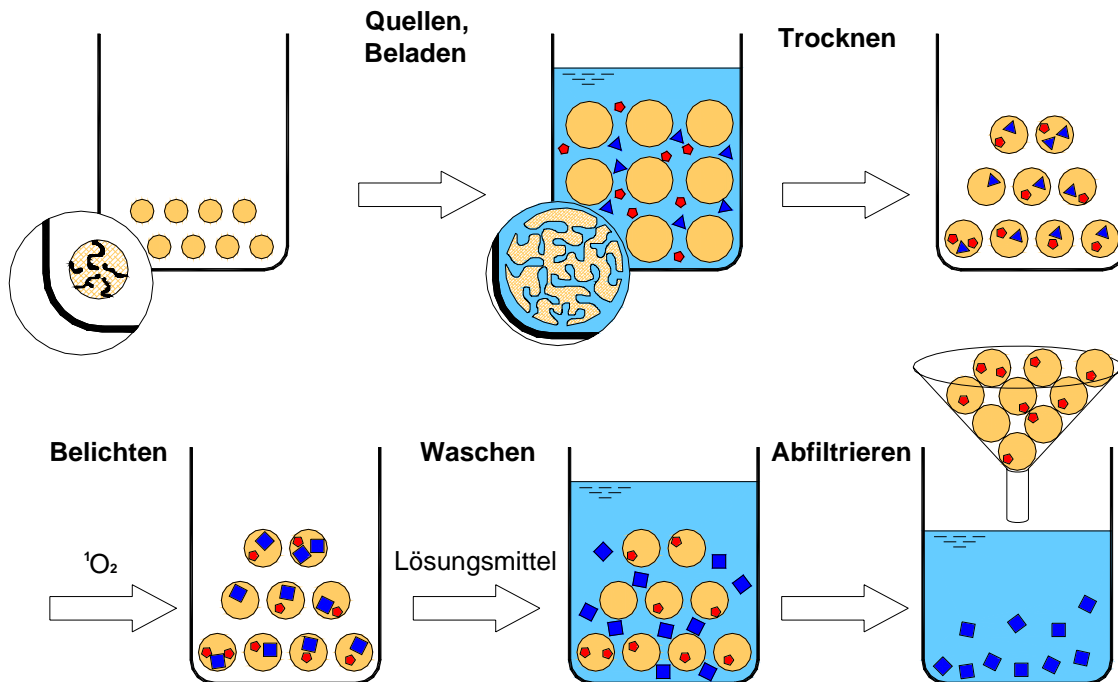 Quellen,
Beladen
Trocknen
Belichten
Waschen
Abfiltrieren
¹O₂
Lösungsmittel